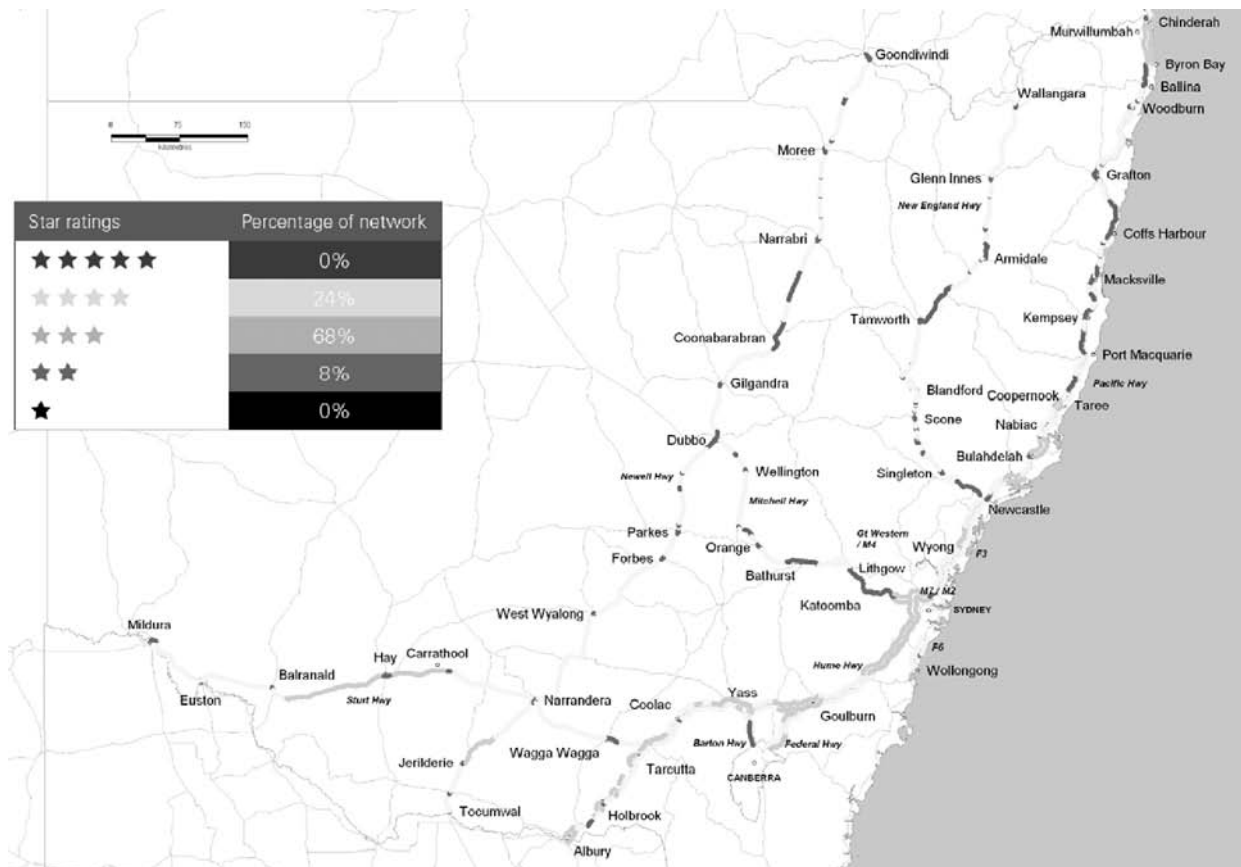 Chinderah
Murwillumbah
Goondiwindi
Byron Bay
Ballina
Wallangara
Woodburn
0 75 150
kilometres
Moree
Glenn Innes
Grafton
New England Hwy
Star ratings Percentage of network
0%
24%
68%
8%
0%
Narrabri
Coffs Harbour
Armidale
Macksville
Kempsey
Tamworth
Coonabarabran
Port Macquarie
Gilgandra
Pacific Hwy
Blandford
Coopernook
Taree
Scone
Nabiac
Dubbo
Bulahdelah
Wellington
Singleton
Newell Hwy
Mitchell Hwy
Newcastle
Parkes
Gt Western
/ M4
Orange
Wyong
F3
Forbes
Lithgow
Bathurst
M7 / M2
Katoomba
SYDNEY
West Wyalong
Mildura
F6
Hay
Carrathool
Hume Hwy
Wollongong
Balranald
Euston
Sturt Hwy
Narrandera
Yass
Coolac
Goulburn
Barton Hwy
Federal Hwy
Wagga Wagga
Jerilderie
Tarcutta
CANBERRA
Tocumwal
Holbrook
Albury